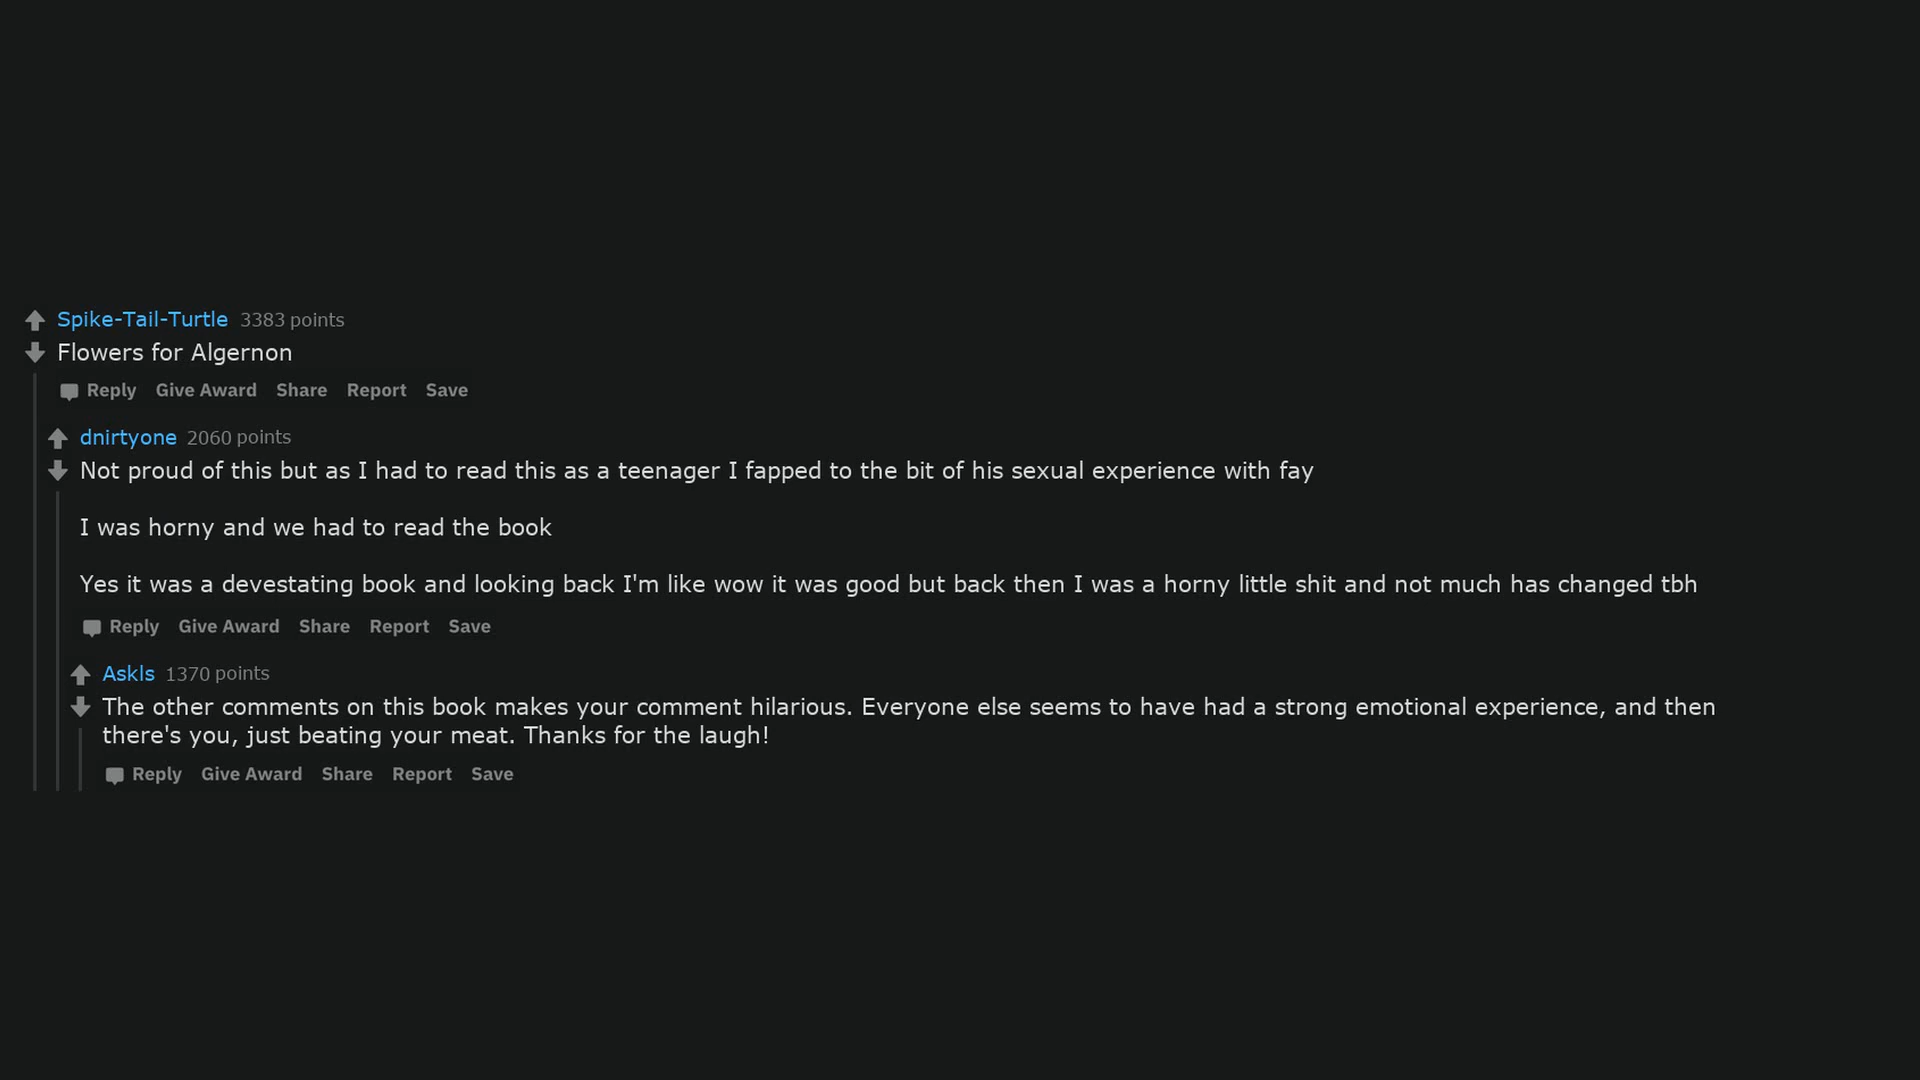 Spike-Tail-Turtle 3383 points
Flowers for Algernon
Reply Give Award Share Report Save
dnirtyone 2060 points
Not proud of this but as I had to read this as a teenager I fapped to the bit of his sexual experience with fay
I was horny and we had to read the book
Yes it was a devestating book and looking back I'm like wow it was good but back then I was a horny little shit and not much has changed tbh
Reply Give Award Share Report Save
Askls 1370 points
The other comments on this book makes your comment hilarious. Everyone else seems to have had a strong emotional experience, and then
there's you, just beating your meat. Thanks for the laugh!
Reply Give Award Share Report Save